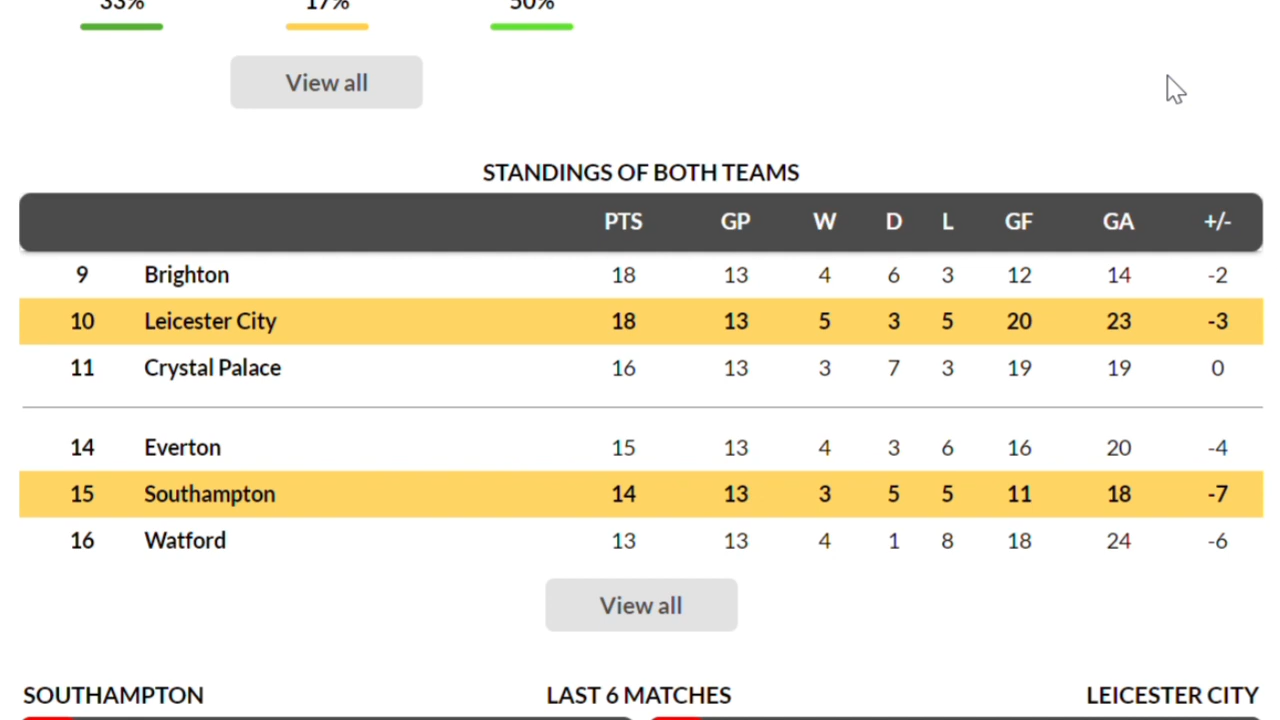 33% 17% 50%
View all
STANDINGS OF BOTH TEAMS
PTS GP W D L GF GA +/-
9 Brighton 18 13 4 6 3 12 14 -2
10 Leicester City 18 13 5 3 5 20 23 -3
11 Crystal Palace 16 13 3 7 3 19 19 0
14 Everton 15 13 4 3 6 16 20 -4
15 Southampton 14 13 3 5 5 11 18 -7
16 Watford 13 13 4 1 8 18 24 -6
View all
SOUTHAMPTON LAST 6 MATCHES LEICESTER CITY